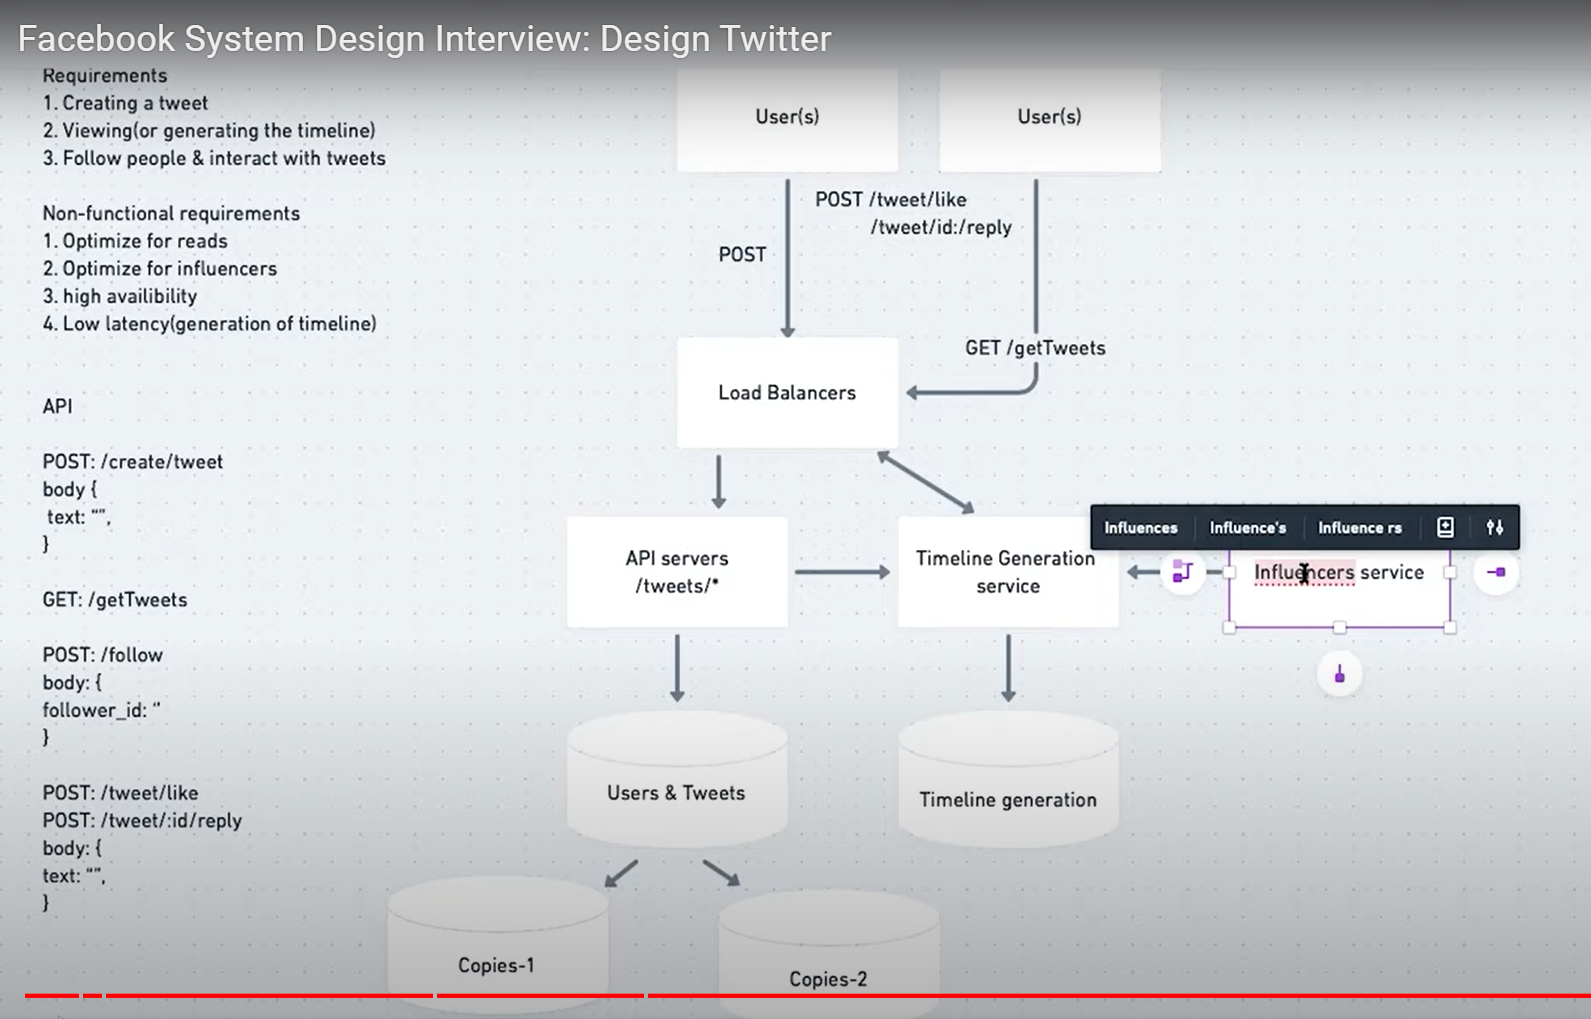 Facebook System Design Interview: Design Twitter
Requirements
1. Creating a tweet
2. Viewing(or generating the timeline)
3. Follow people & interact with tweets
Non-functional requirements
1. Optimize for reads
2. Optimize for influencers
3. high availibility
4. Low latency(generation of timeline)
API
POST: /create/tweet
body {
text: “”,
}
GET: /getTweets
POST: /follow
body: {
follower_id: ‘’
}
POST: /tweet/like
POST: /tweet/:id/reply
body: {
text: “”,
}
User(s)
User(s)
POST /tweet/like
/tweet/id:/reply
POST
GET /getTweets
Load Balancers
API servers
/tweets/*
Timeline Generation
service
Influences
Influence's
Influence rs
Influencers service
Users & Tweets
Timeline generation
Copies-1
Copies-2